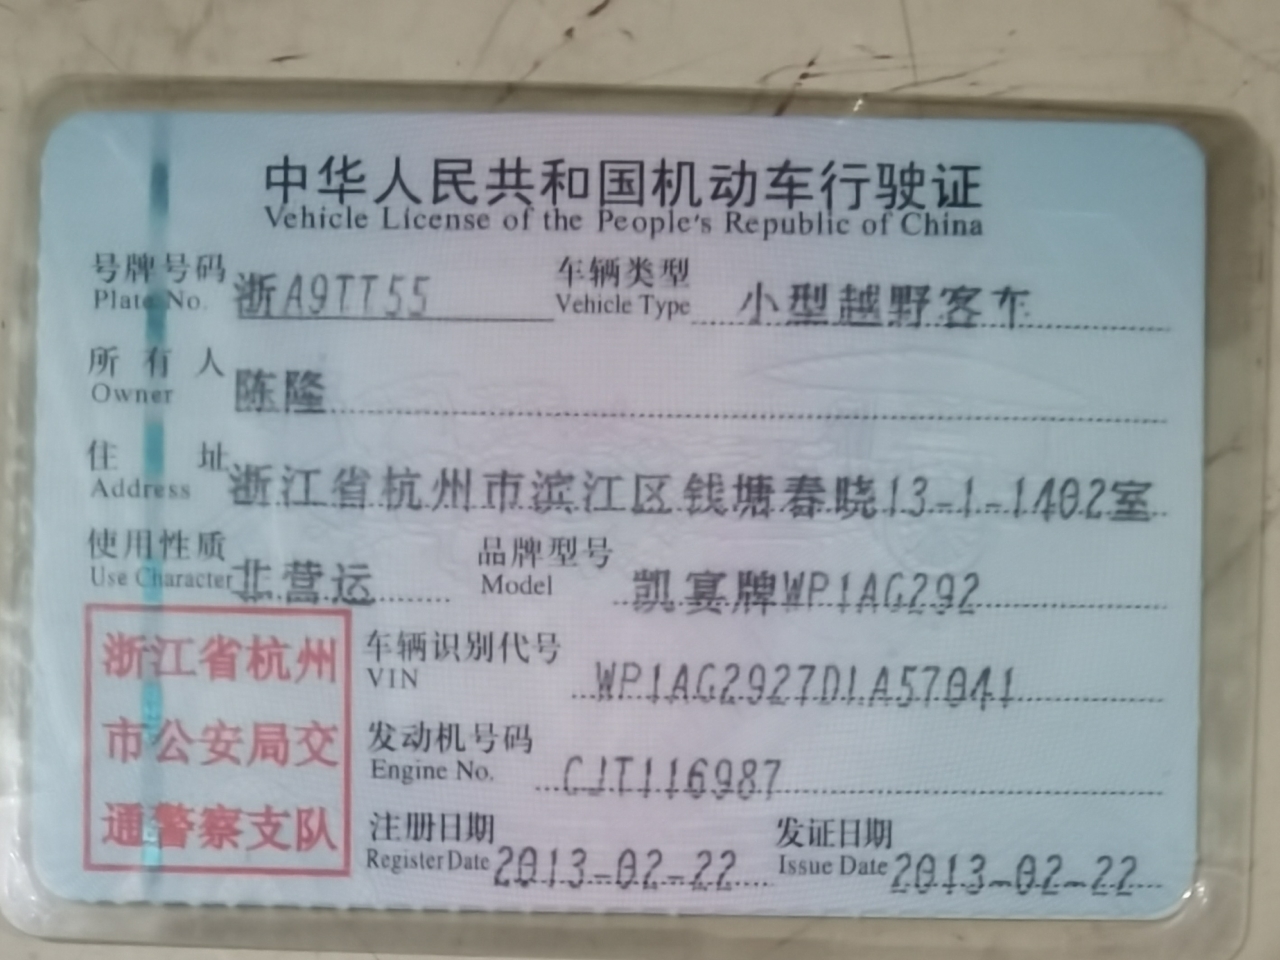 中华人民共和国机动车行驶证
Vehicle License of the People's Republic of China
号牌号码 浙A9TT55 车辆类型 小型越野客车
Plate No. Vehicle Type
所有人 陈隆
Owner
住址 浙江省杭州市滨江区钱塘春晓13-1-1402室
Address
使用性质 非营运 品牌型号 凯宴牌WP1AG292
Use Character Model
浙江省杭州
市公安局交
通警察支队
车辆识别代号 WP1AG2927DLA57041
VIN
发动机号码 CJT116987
Engine No.
注册日期 2013-02-22 发证日期 2013-02-22
Register Date Issue Date